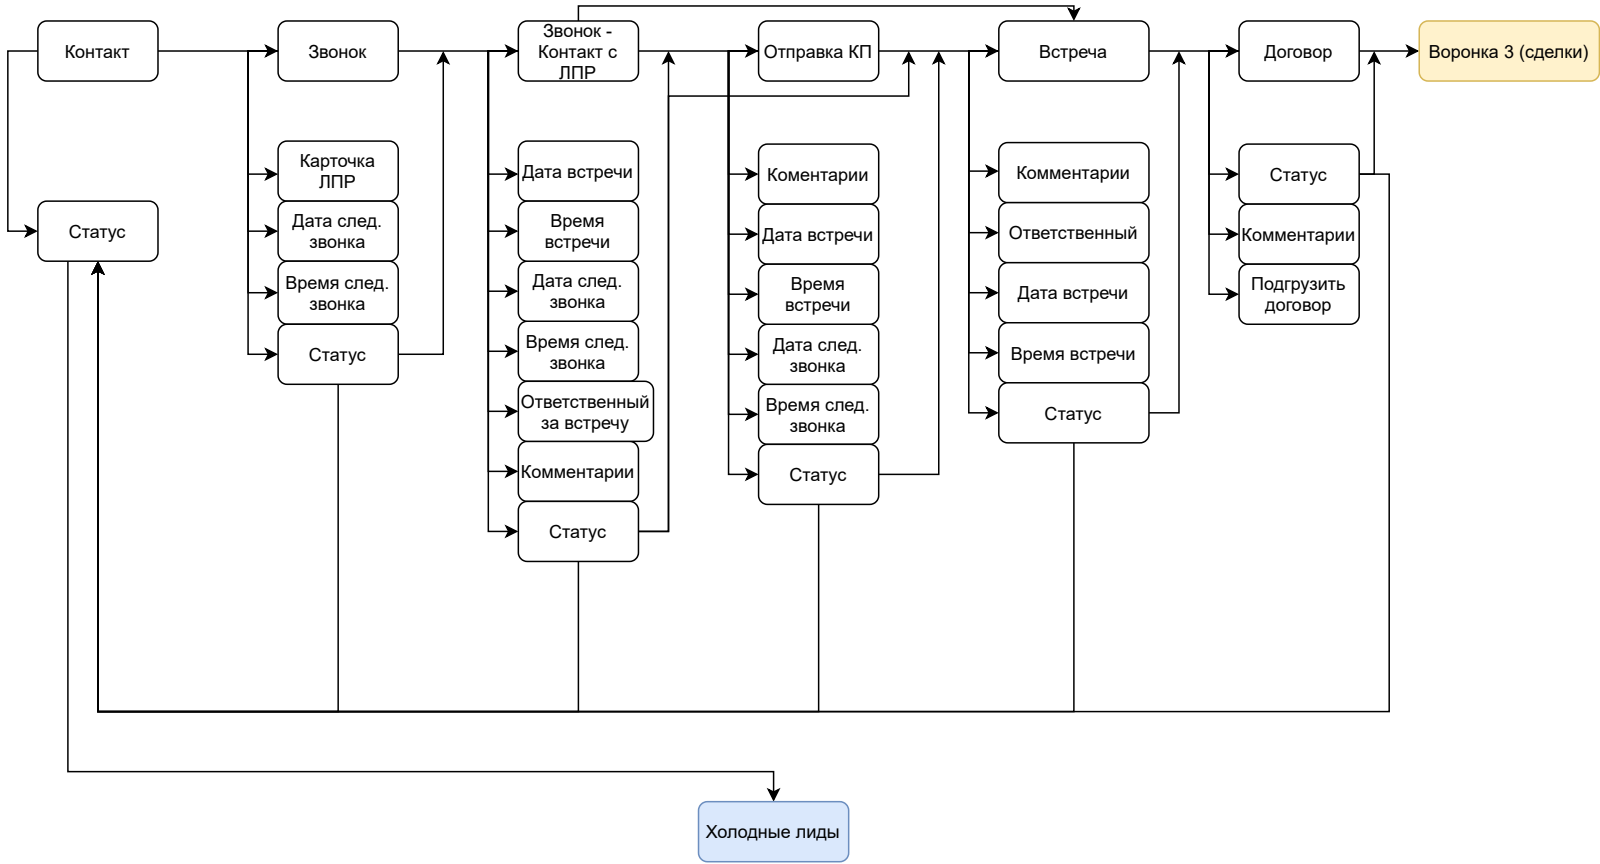 Контакт
Звонок
Звонок -
Контакт с
ЛПР
Отправка КП
Встреча
Договор
Воронка 3 (сделки)
Статус
Карточка
ЛПР
Дата след.
звонка
Время след.
звонка
Статус
Дата встречи
Время
встречи
Дата след.
звонка
Время след.
звонка
Ответственный
за встречу
Комментарии
Статус
Коментарии
Дата встречи
Время
встречи
Дата след.
звонка
Время след.
звонка
Статус
Комментарии
Ответственный
Дата встречи
Время встречи
Статус
Статус
Комментарии
Подгрузить
договор
Холодные лиды